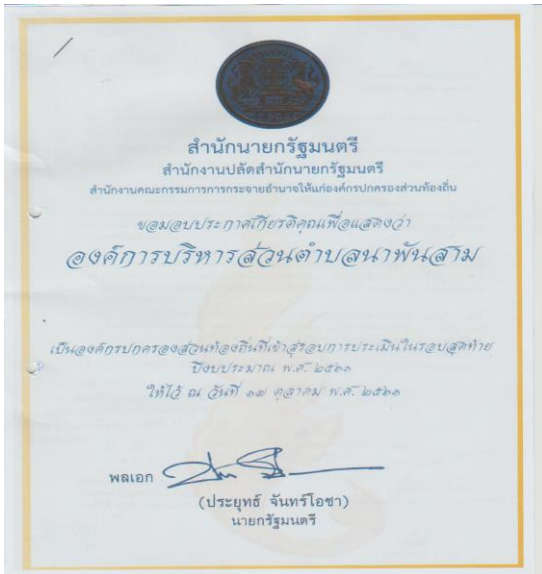 สำนักนายกรัฐมนตรี
สำนักงานปลัดสำนักนายกรัฐมนตรี
สำนักงานคณะกรรมการการกระจายอำนาจให้แก่องค์กรปกครองส่วนท้องถิ่น
ขอมอบประกาศเกียรติคุณเพื่อแสดงว่า
องค์การบริหารส่วนตำบลนาพันสาม
เป็นองค์กรปกครองส่วนท้องถิ่นที่เข้าสู่รอบการประเมินในรอบสุดท้าย
ปีงบประมาณ พ.ศ. ๒๕๖๑
ให้ไว้ ณ วันที่ ๑๗ ตุลาคม พ.ศ. ๒๕๖๑
พลเอก
(ประยุทธ์ จันทร์โอชา)
นายกรัฐมนตรี